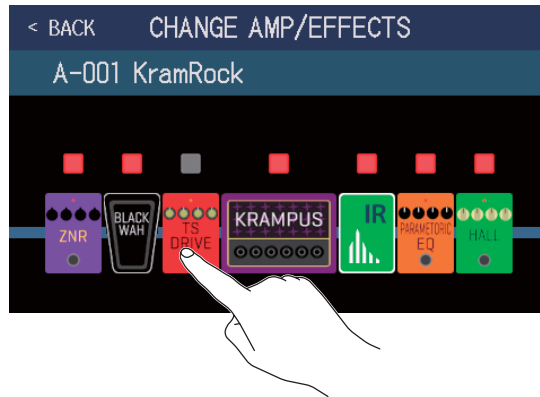 < BACK CHANGE AMP/EFFECTS
A-001 KramRock
ZNR
BLACK
WAH
TS
DRIVE
KRAMPUS
IR
PARAMETORIC
EQ
HALL